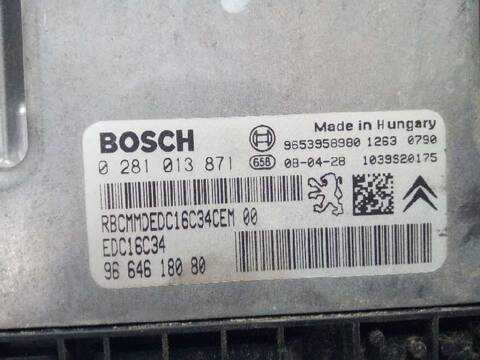 BOSCH
Made in Hungary
9653958980 1263 0790
0 281 013 871
65B 08-04-28 1039S20175
RBCMMDEDC16C34CEM 00
EDC16C34
96 646 180 80